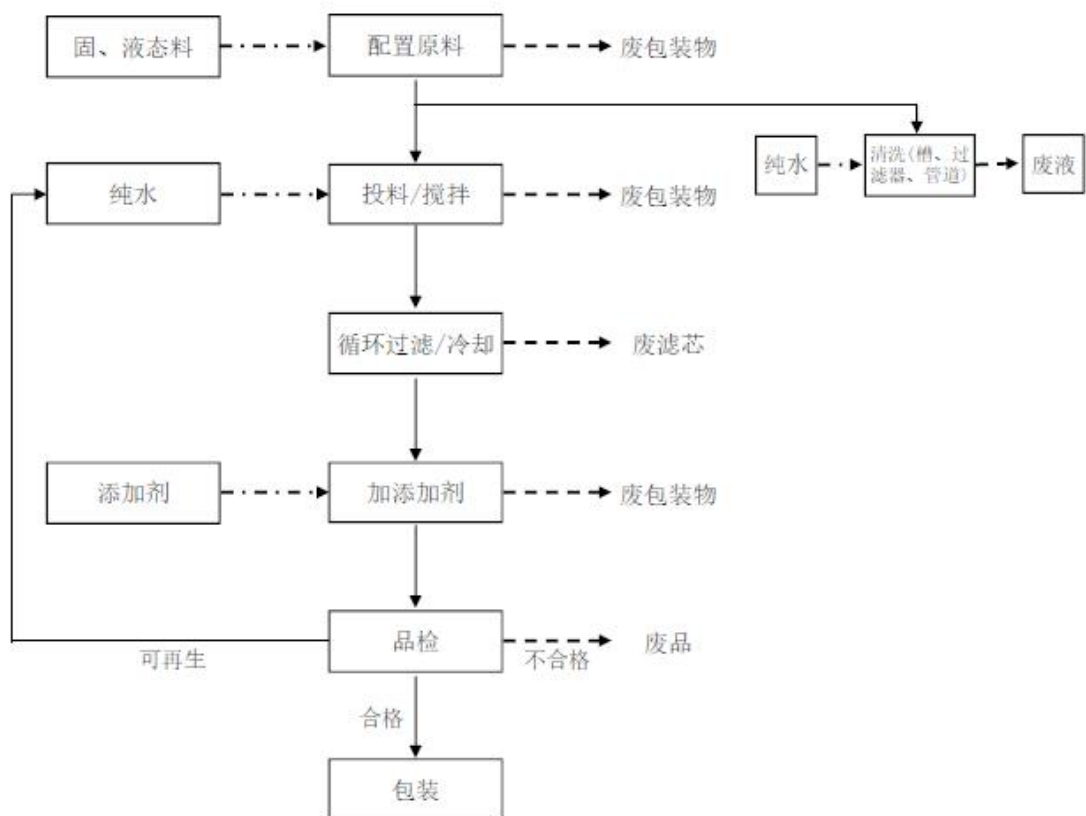 固、液态料
配置原料
废包装物
纯水
清洗(槽、过
滤器、管道)
废液
纯水
投料/搅拌
废包装物
循环过滤/冷却
废滤芯
添加剂
加添加剂
废包装物
品检
废品
可再生
不合格
合格
包装